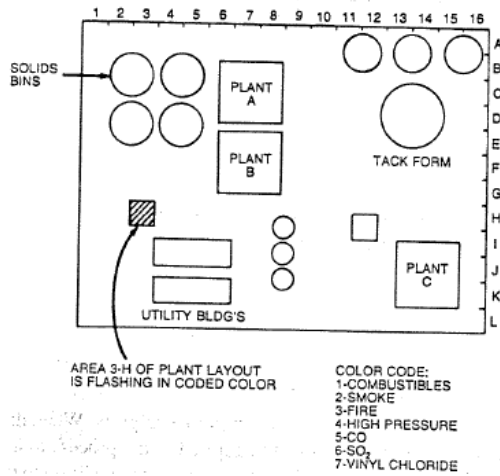 1 2 3 4 5 6 7 8 9 10 11 12 13 14 15 16
A
B
C
D
E
F
G
H
I
J
K
L
SOLIDS
BINS
PLANT
A
PLANT
B
TACK FORM
PLANT
C
UTILITY BLDG'S
AREA 3-H OF PLANT LAYOUT
IS FLASHING IN CODED COLOR
COLOR CODE:
1-COMBUSTIBLES
2-SMOKE
3-FIRE
4-HIGH PRESSURE
5-CO
6-SO₂
7-VINYL CHLORIDE